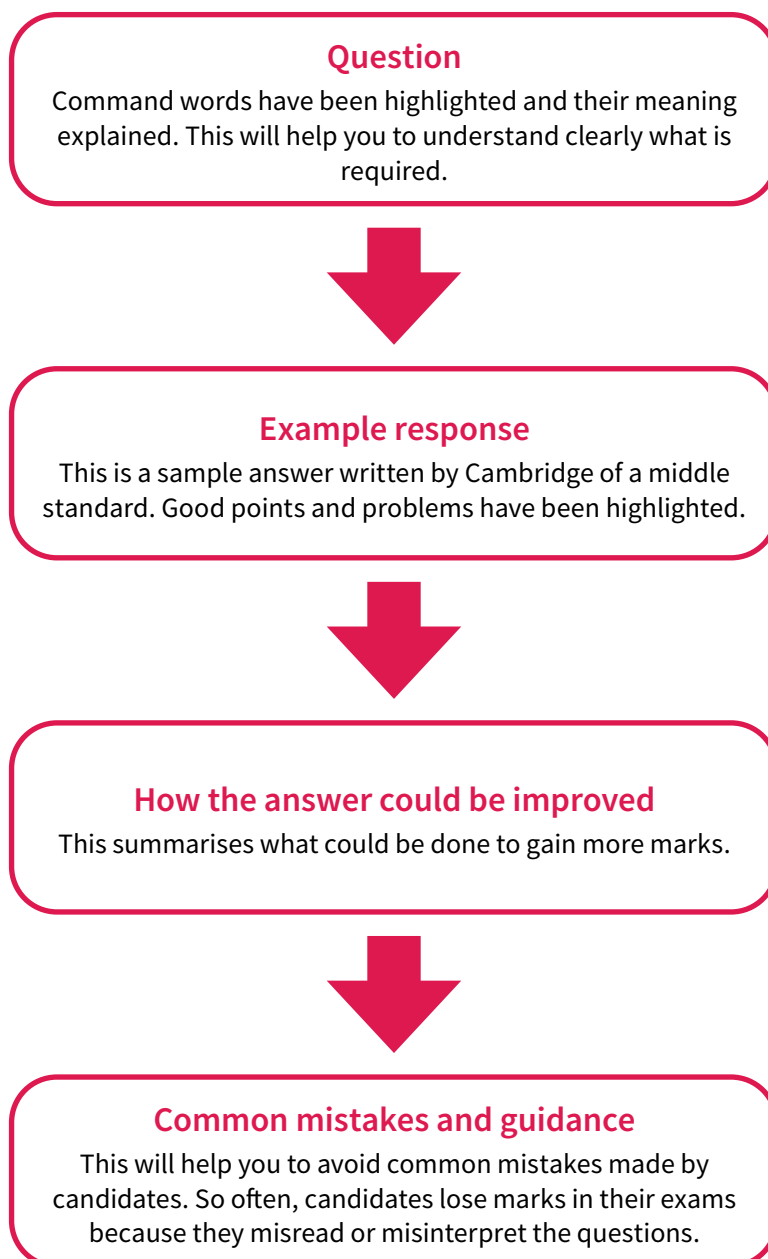 Question
Command words have been highlighted and their meaning
explained. This will help you to understand clearly what is
required.
Example response
This is a sample answer written by Cambridge of a middle
standard. Good points and problems have been highlighted.
How the answer could be improved
This summarises what could be done to gain more marks.
Common mistakes and guidance
This will help you to avoid common mistakes made by
candidates. So often, candidates lose marks in their exams
because they misread or misinterpret the questions.